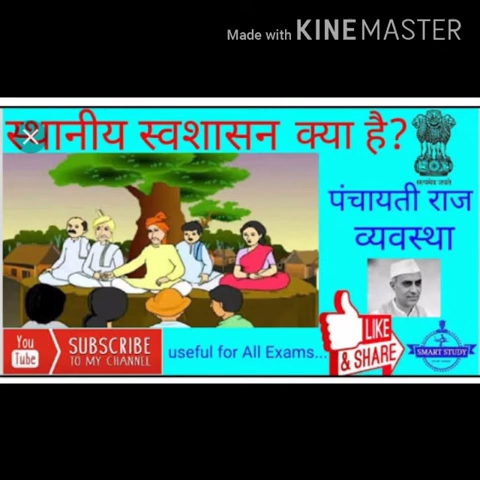 Made with KINEMASTER
स्थानीय स्वशासन क्या है?
सत्यमेव जयते
पंचायती राज
व्यवस्था
You
Tube
SUBSCRIBE
TO MY CHANNEL
useful for All Exams...
LIKE
& SHARE
SMART STUDY